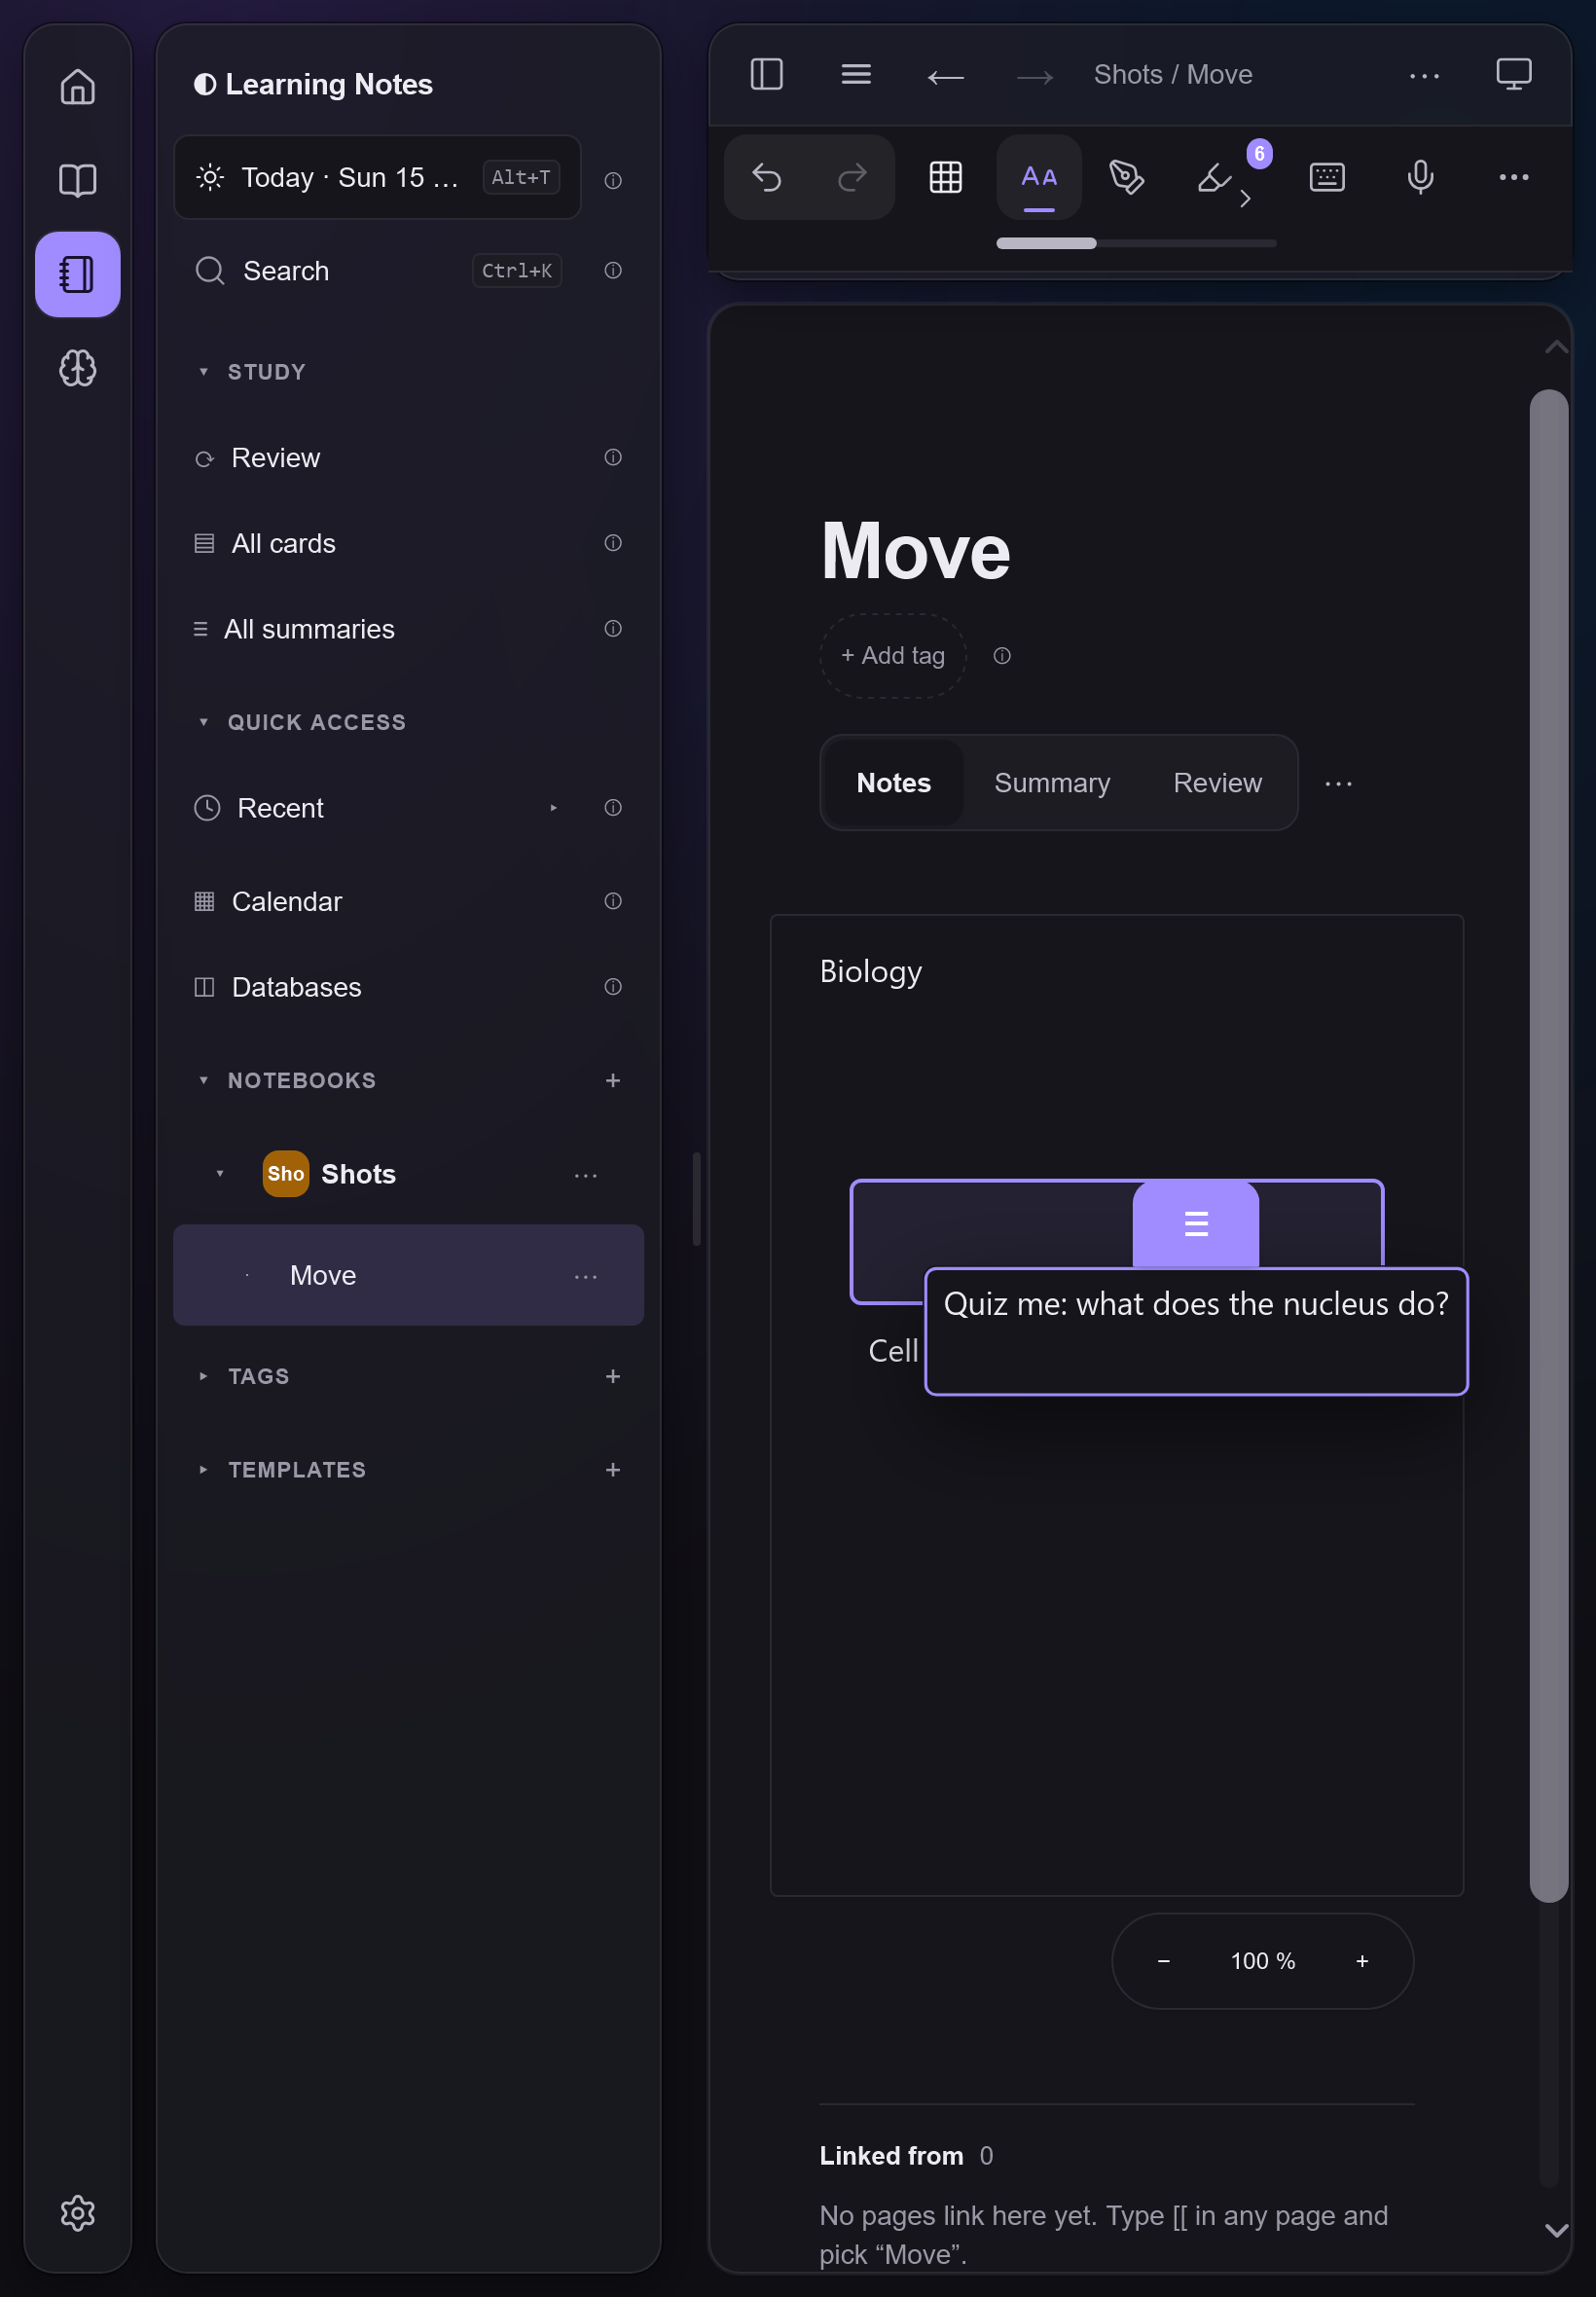 Learning Notes
Today · Sun 15 … Alt+T
Search Ctrl+K
STUDY
Review
All cards
All summaries
QUICK ACCESS
Recent
Calendar
Databases
NOTEBOOKS +
Sho Shots ...
Move ...
TAGS +
TEMPLATES +
Shots / Move ...
AA 6 ...
Move
+ Add tag
Notes Summary Review ...
Biology
Quiz me: what does the nucleus do?
Cell
− 100 % +
Linked from 0
No pages link here yet. Type [[ in any page and
pick “Move”.